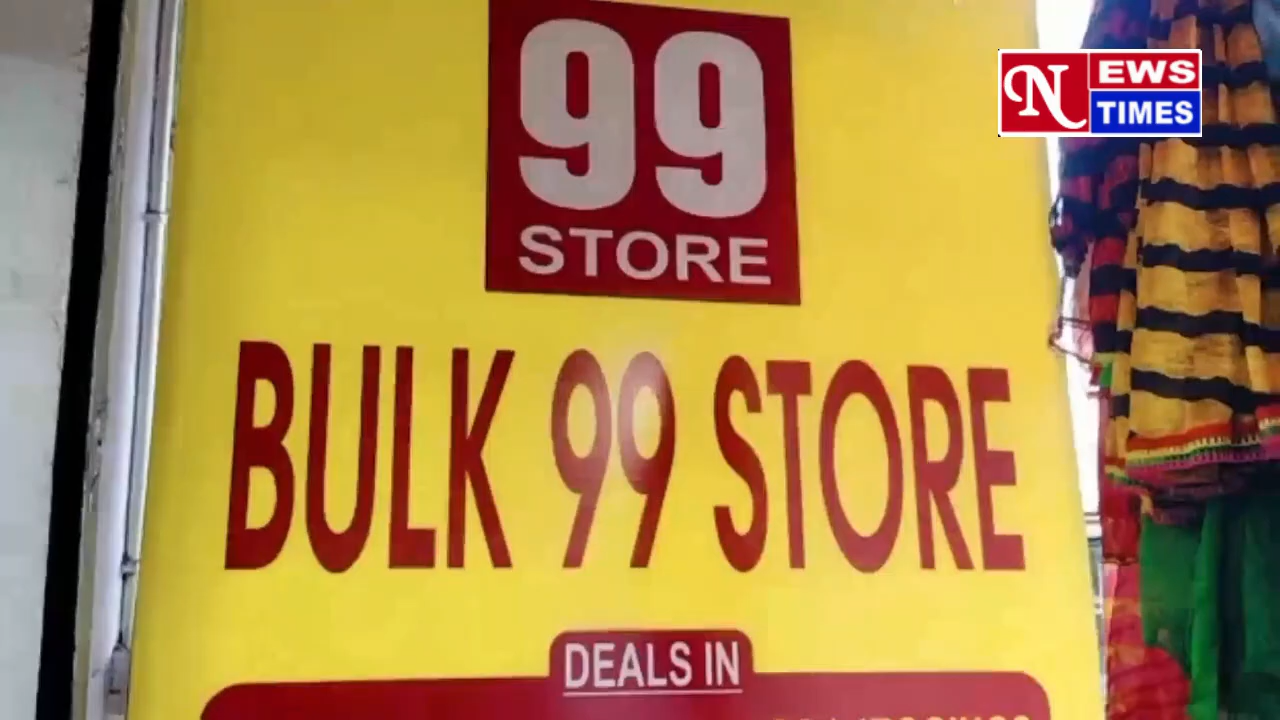 99
STORE
NEWS
TIMES
BULK 99 STORE
DEALS IN